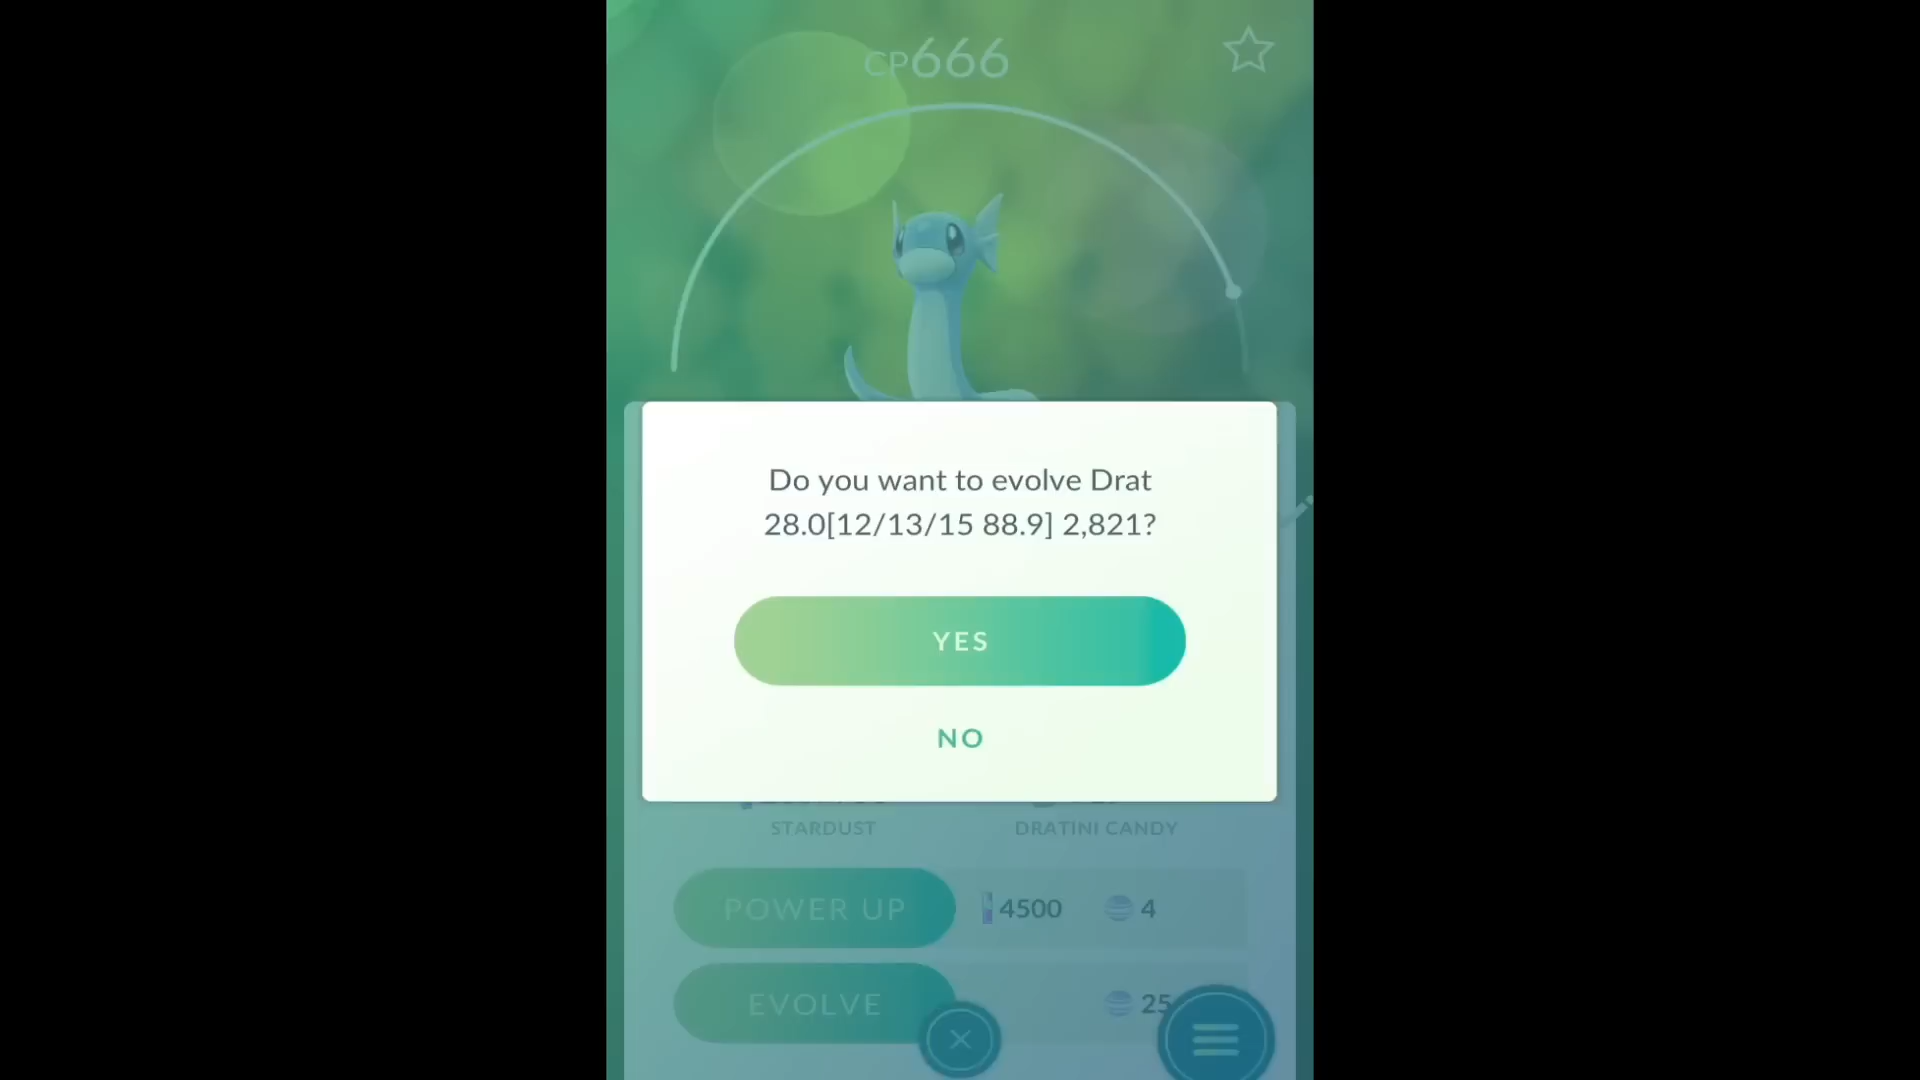 CP666
Do you want to evolve Drat
28.0[12/13/15 88.9] 2,821?
YES
NO
STARDUST
DRATINI CANDY
POWER UP
4500
4
EVOLVE
25